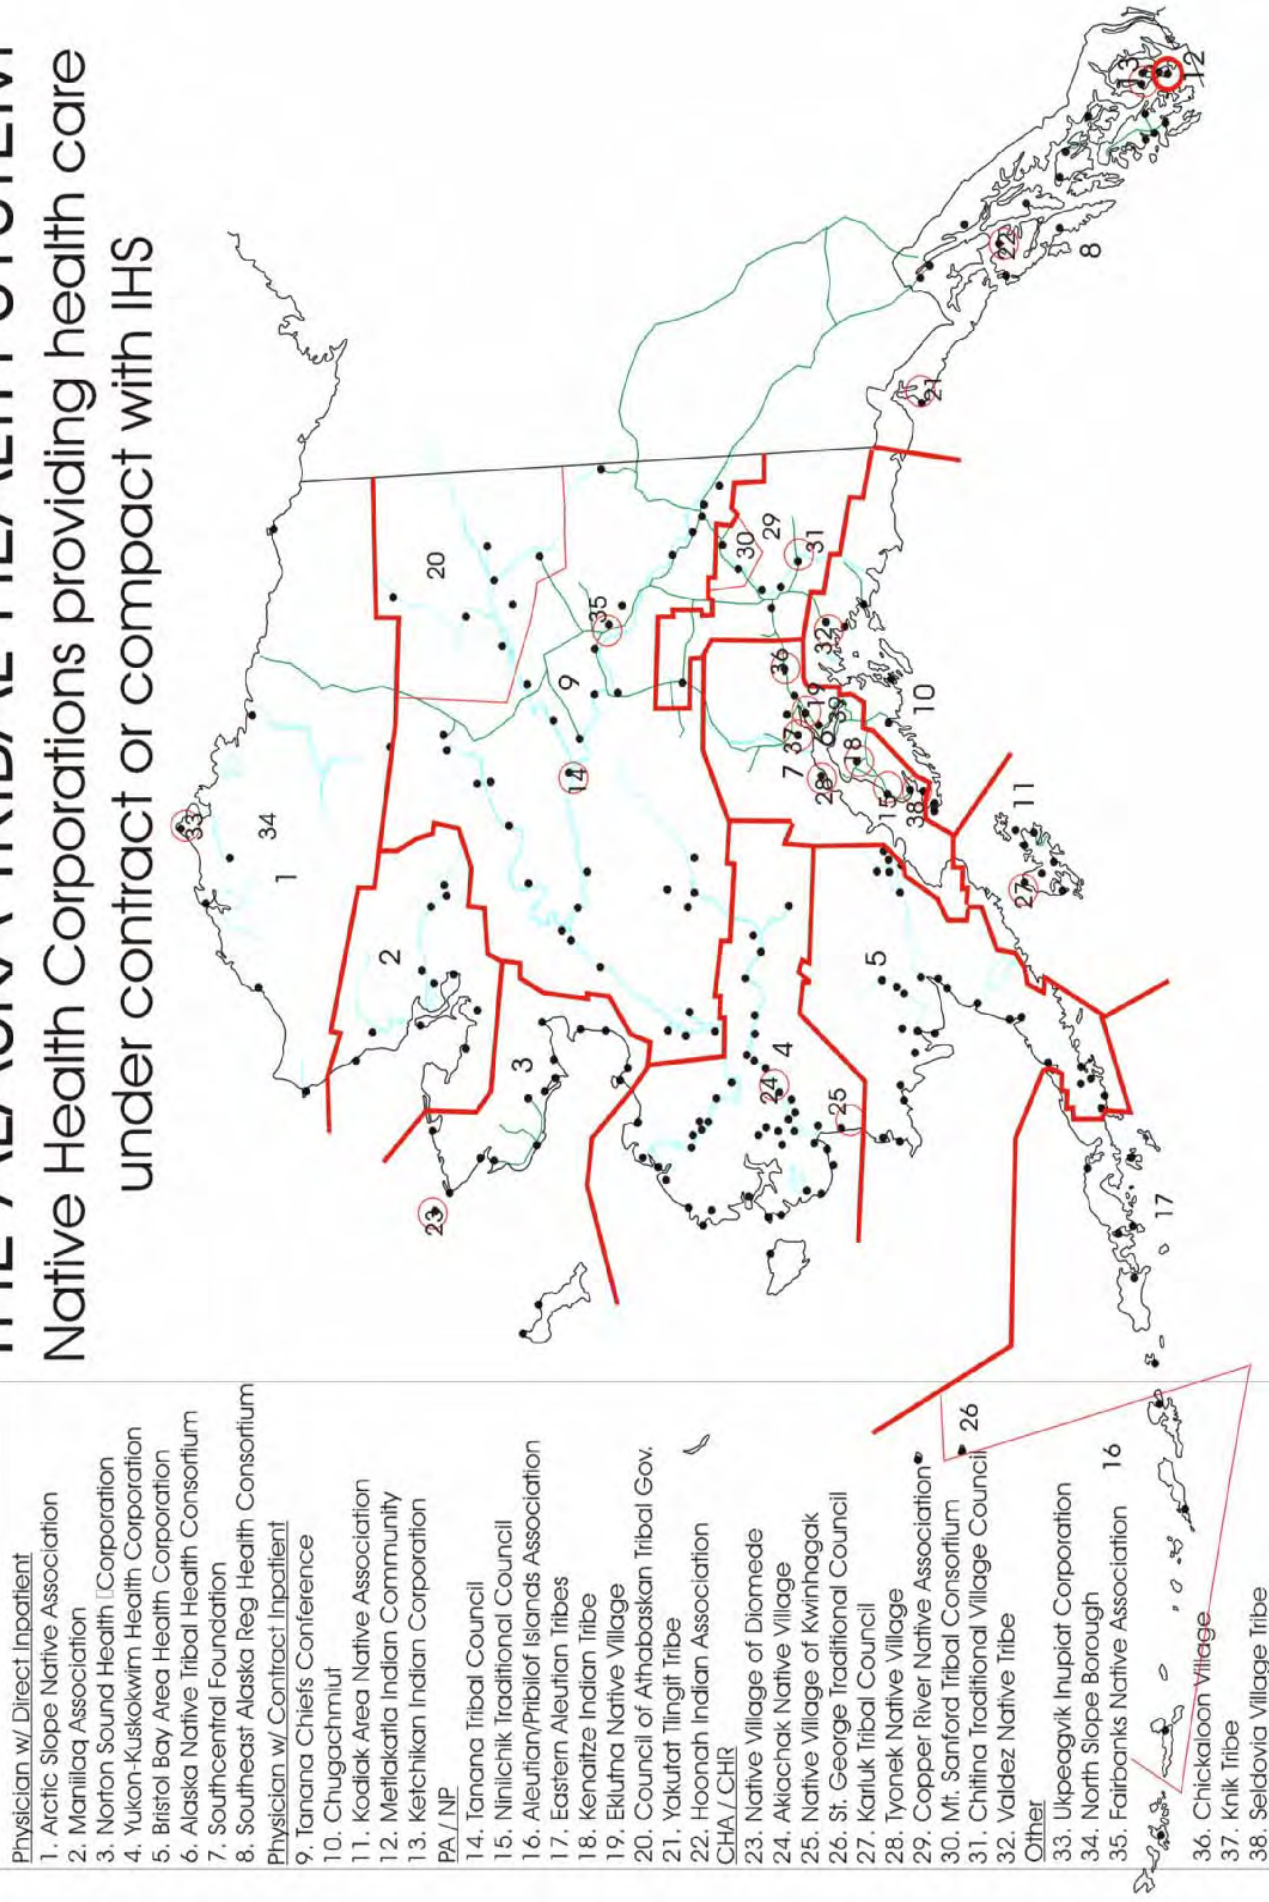 THE ALASKA TRIBAL HEALTH SYSTEM
Native Health Corporations providing health care
under contract or compact with IHS
Physician w/ Direct Inpatient
1. Arctic Slope Native Association
2. Maniilaq Association
3. Norton Sound Health □Corporation
4. Yukon-Kuskokwim Health Corporation
5. Bristol Bay Area Health Corporation
6. Alaska Native Tribal Health Consortium
7. Southcentral Foundation
8. Southeast Alaska Reg Health Consortium
Physician w/ Contract Inpatient
9. Tanana Chiefs Conference
10. Chugachmiut
11. Kodiak Area Native Association
12. Metlakatla Indian Community
13. Ketchikan Indian Corporation
PA / NP
14. Tanana Tribal Council
15. Ninilchik Traditional Council
16. Aleutian/Pribilof Islands Association
17. Eastern Aleutian Tribes
18. Kenaitze Indian Tribe
19. Eklutna Native Village
20. Council of Athabaskan Tribal Gov.
21. Yakutat Tlingit Tribe
22. Hoonah Indian Association
CHA / CHR
23. Native Village of Diomede
24. Akiachak Native Village
25. Native Village of Kwinhagak
26. St. George Traditional Council
27. Karluk Tribal Council
28. Tyonek Native Village
29. Copper River Native Association
30. Mt. Sanford Tribal Consortium
31. Chitina Traditional Village Council
32. Valdez Native Tribe
Other
33. Ukpeagvik Inupiat Corporation
34. North Slope Borough
35. Fairbanks Native Association
36. Chickaloon Village
37. Knik Tribe
38. Seldovia Village Tribe
33
34
1
2
20
23
3
14
9
35
30
29
31
24
4
25
5
7
28
37
36
19
6
39
18
15
38
32
10
27
11
21
22
8
13
12
26
16
17